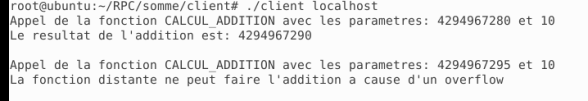 root@ubuntu:~/RPC/somme/client# ./client localhost
Appel de la fonction CALCUL_ADDITION avec les parametres: 4294967280 et 10
Le resultat de l'addition est: 4294967290
Appel de la fonction CALCUL_ADDITION avec les parametres: 4294967295 et 10
La fonction distante ne peut faire l'addition a cause d'un overflow